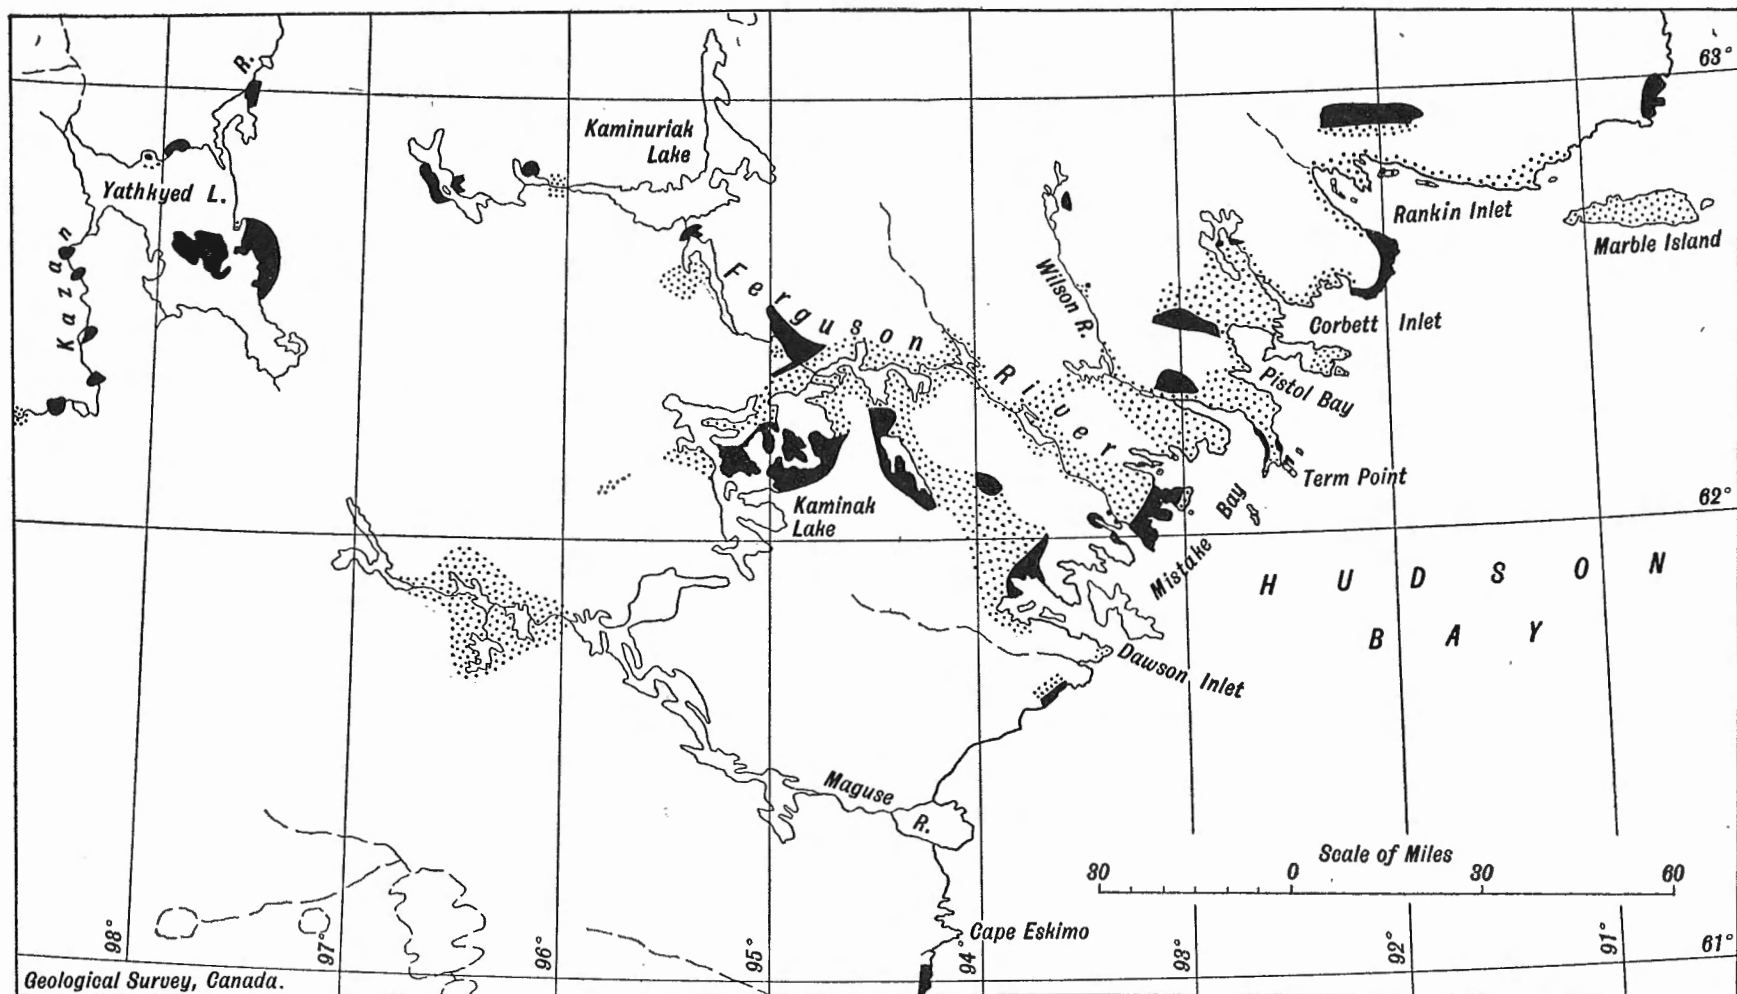 63°
R.
Kaminuriak
Lake
Yathkyed L.
Rankin Inlet
Marble Island
Kazan
Ferguson River
Wilson R.
Corbett Inlet
Pistol Bay
Term Point
Kaminak
Lake
62°
Mistake Bay
HUDSON
BAY
Dawson Inlet
Maguse
R.
Scale of Miles
30 0 30 60
Cape Eskimo
98° 97° 96° 95° 94° 93° 92° 91° 61°
Geological Survey, Canada.